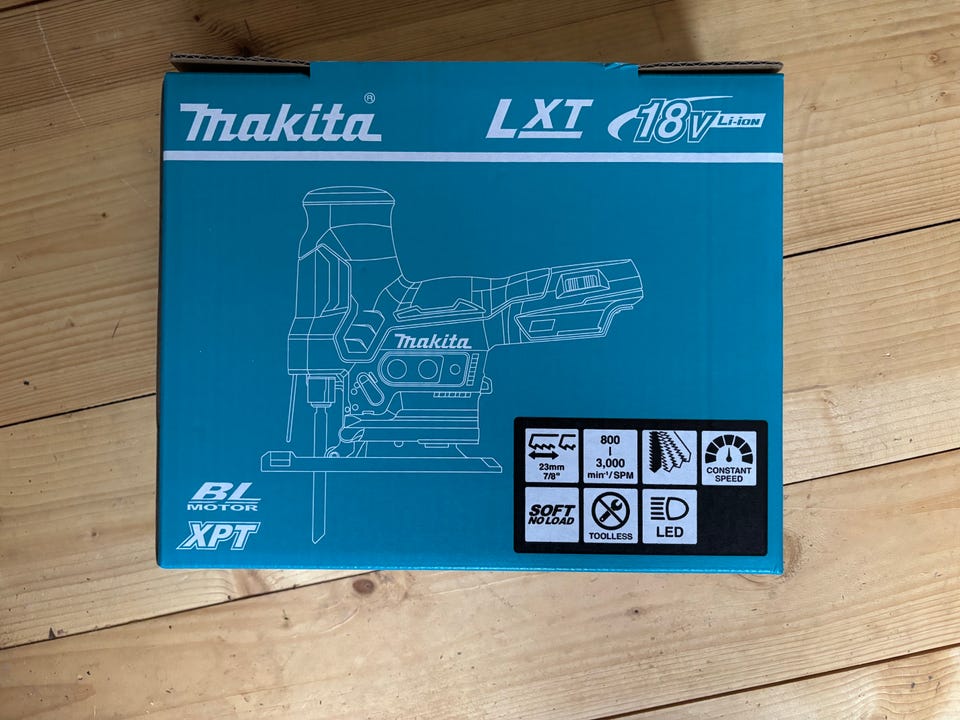 Makita®
LXT
18V Li-ion
Makita
23mm
7/8"
800
3,000
min⁻¹/SPM
CONSTANT
SPEED
SOFT
NO LOAD
TOOLLESS
LED
BL
MOTOR
XPT